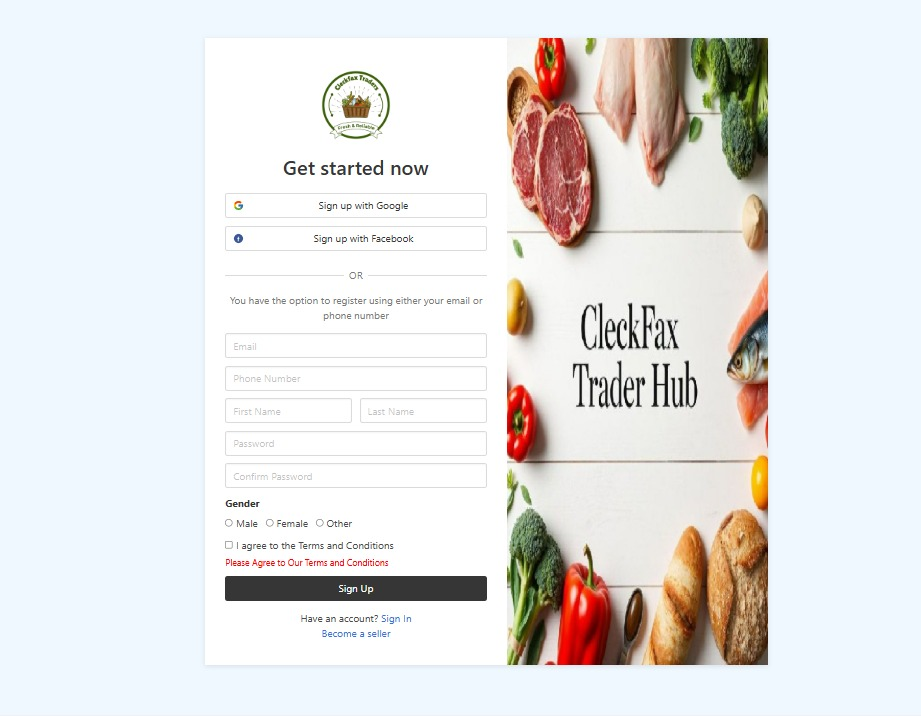 Cleckfax Traders
Fresh & Reliable
Get started now
Sign up with Google
Sign up with Facebook
OR
You have the option to register using either your email or
phone number
Email
Phone Number
First Name
Last Name
Password
Confirm Password
Gender
Male
Female
Other
I agree to the Terms and Conditions
Please Agree to Our Terms and Conditions
Sign Up
Have an account? Sign In
Become a seller
CleckFax
Trader Hub